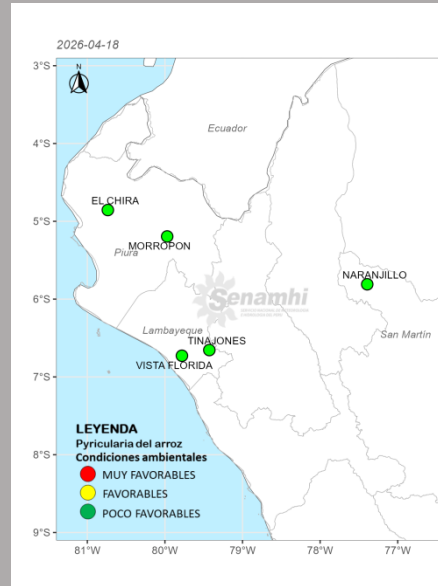 2026-04-18
3°S
N
Ecuador
4°S
EL CHIRA
5°S
MORROPON
Piura
NARANJILLO
6°S
Senamhi
Lambayeque
San Martín
TINAJONES
VISTA FLORIDA
7°S
LEYENDA
Pyricularia del arroz
Condiciones ambientales
8°S
MUY FAVORABLES
FAVORABLES
POCO FAVORABLES
9°S
81°W 80°W 79°W 78°W 77°W